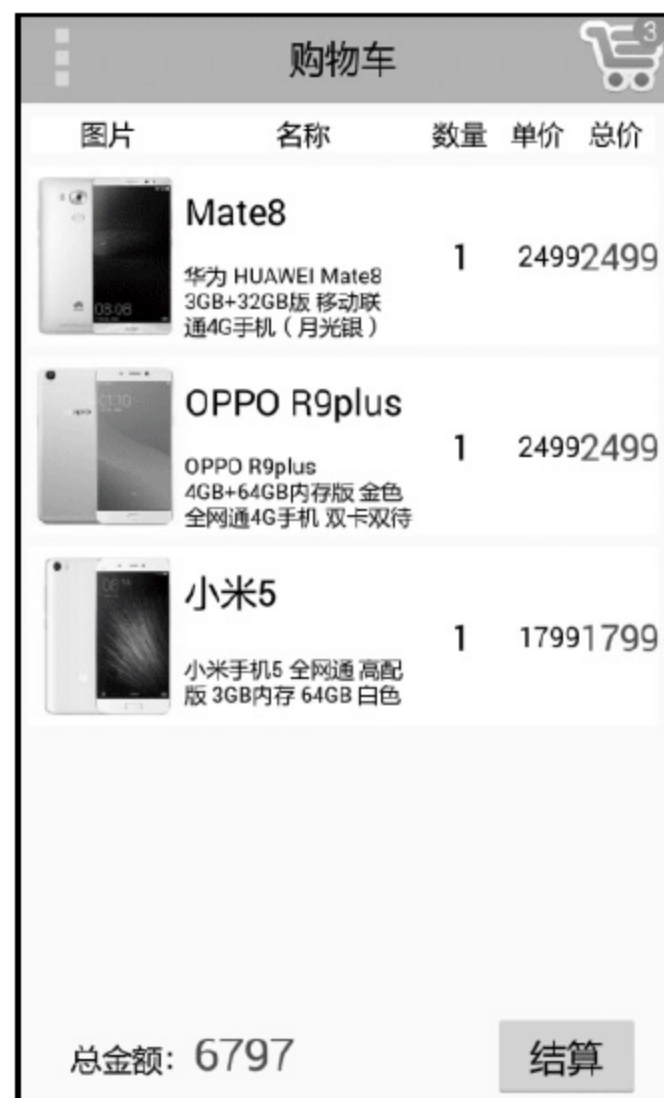 购物车
3
图片 名称 数量 单价 总价
Mate8
华为 HUAWEI Mate8
3GB+32GB版 移动联
通4G手机（月光银）
1 2499 2499
08:08
OPPO R9plus
OPPO R9plus
4GB+64GB内存版 金色
全网通4G手机 双卡双待
1 2499 2499
小米5
小米手机5 全网通 高配
版 3GB内存 64GB 白色
1 1799 1799
总金额: 6797
结算